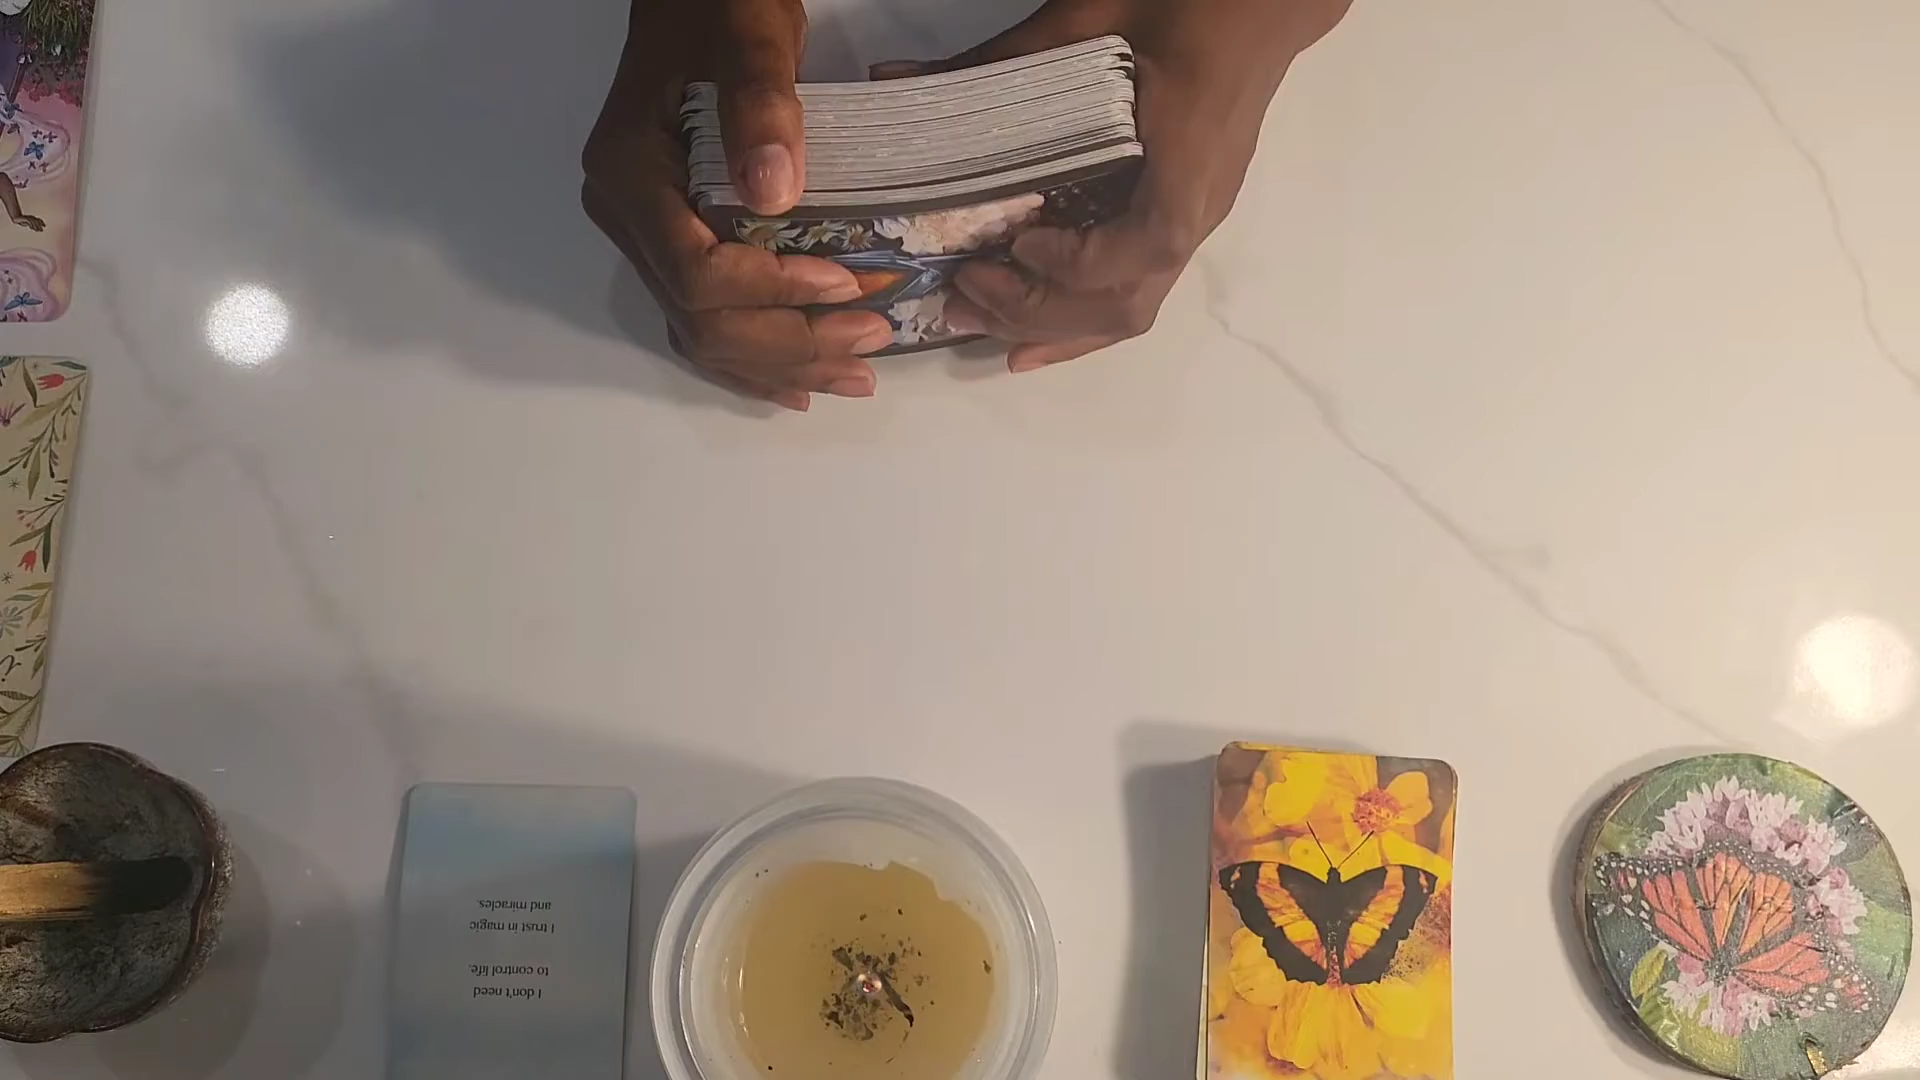 I don't need
to control life.
I trust in magic
and miracles.